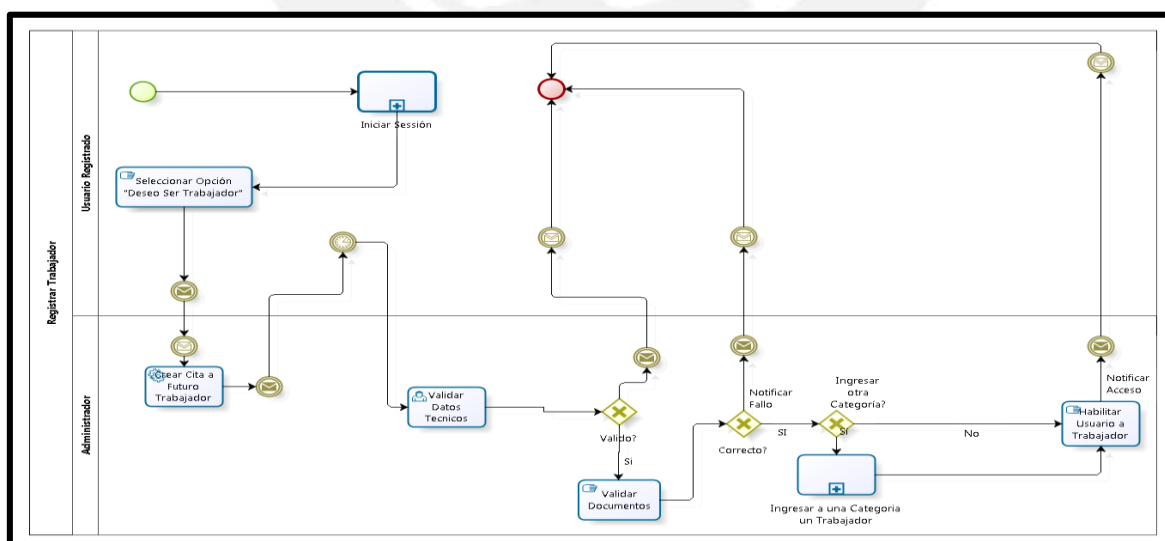 Registrar Trabajador
Usuario Registrado
Iniciar Sessión
Seleccionar Opción
"Deseo Ser Trabajador"
Administrador
Crear Cita a
Futuro
Trabajador
Validar
Datos
Tecnicos
Valido?
Si
Validar
Documentos
Notificar
Fallo
Correcto?
SI
Ingresar
otra
Categoría?
Si
No
Ingresar a una Categoria
un Trabajador
Notificar
Acceso
Habilitar
Usuario a
Trabajador